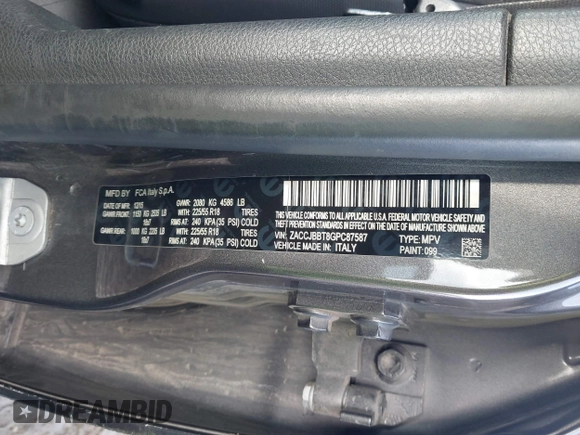 MFD BY FCA Italy S.p.A.
DATE OF MFR: 12/15 GVWR: 2080 KG 4586 LB
GAWR FRONT: 1150 KG 2535 LB WITH: 225/55 R18 TIRES
RIMS AT: 240 KPA(35 PSI) COLD
GAWR REAR: 1000 KG 2205 LB WITH: 225/55 R18 TIRES
RIMS AT: 240 KPA(35 PSI) COLD
THIS VEHICLE CONFORMS TO ALL APPLICABLE FEDERAL MOTOR VEHICLE SAFETY AND
THEFT PREVENTION STANDARDS IN EFFECT ON THE DATE OF MANUFACTURE SHOWN ABOVE
VIN: ZACCJBBT8GPC87587 TYPE: MPV
VEHICLE MADE IN: ITALY PAINT: 099
DREAMBID